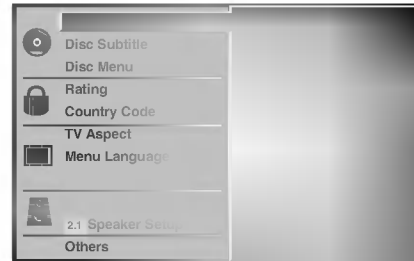 Disc Subtitle
Disc Menu
Rating
Country Code
TV Aspect
Menu Language
2.1 Speaker Setup
Others